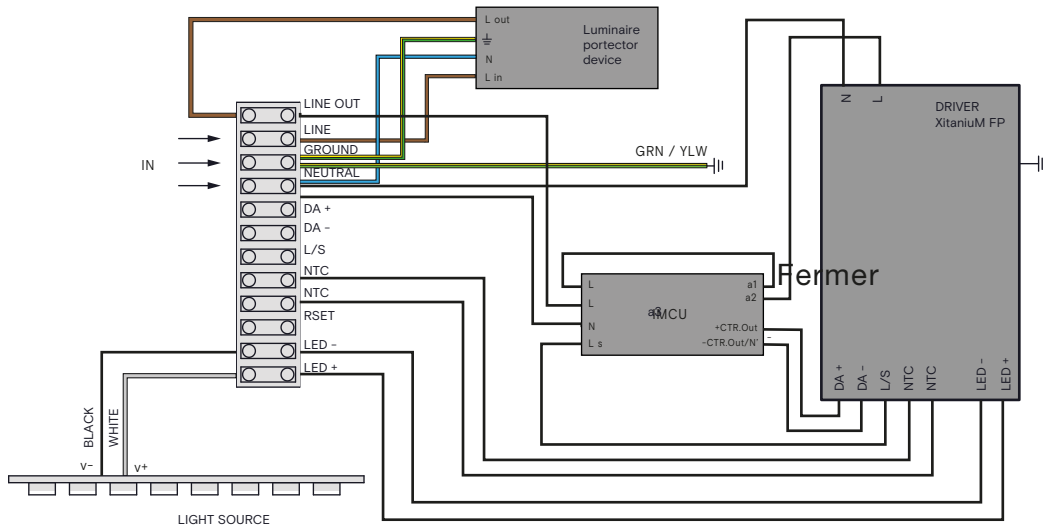 L out
⏚
N
L in
Luminaire
portector
device
LINE OUT
LINE
GROUND
NEUTRAL
DA +
DA -
L/S
NTC
NTC
RSET
LED -
LED +
IN
GRN / YLW
N
L
DRIVER
XitaniuM FP
Fermer
L
L
N
L s
a1
a2
a3
IMCU
+CTR.Out
-CTR.Out/N'
-
DA +
DA -
L/S
NTC
NTC
LED -
LED +
BLACK
WHITE
v-
v+
LIGHT SOURCE